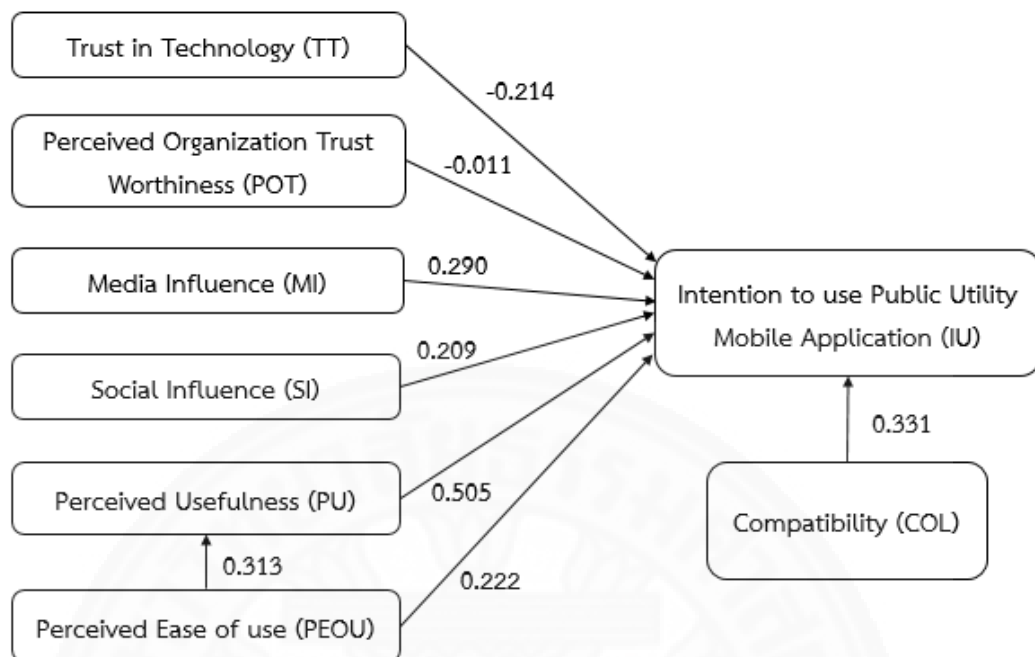 Trust in Technology (TT)
-0.214
Perceived Organization Trust
Worthiness (POT)
-0.011
Media Influence (MI)
0.290
Intention to use Public Utility
Mobile Application (IU)
Social Influence (SI)
0.209
0.331
Perceived Usefulness (PU)
0.505
Compatibility (COL)
0.313
0.222
Perceived Ease of use (PEOU)